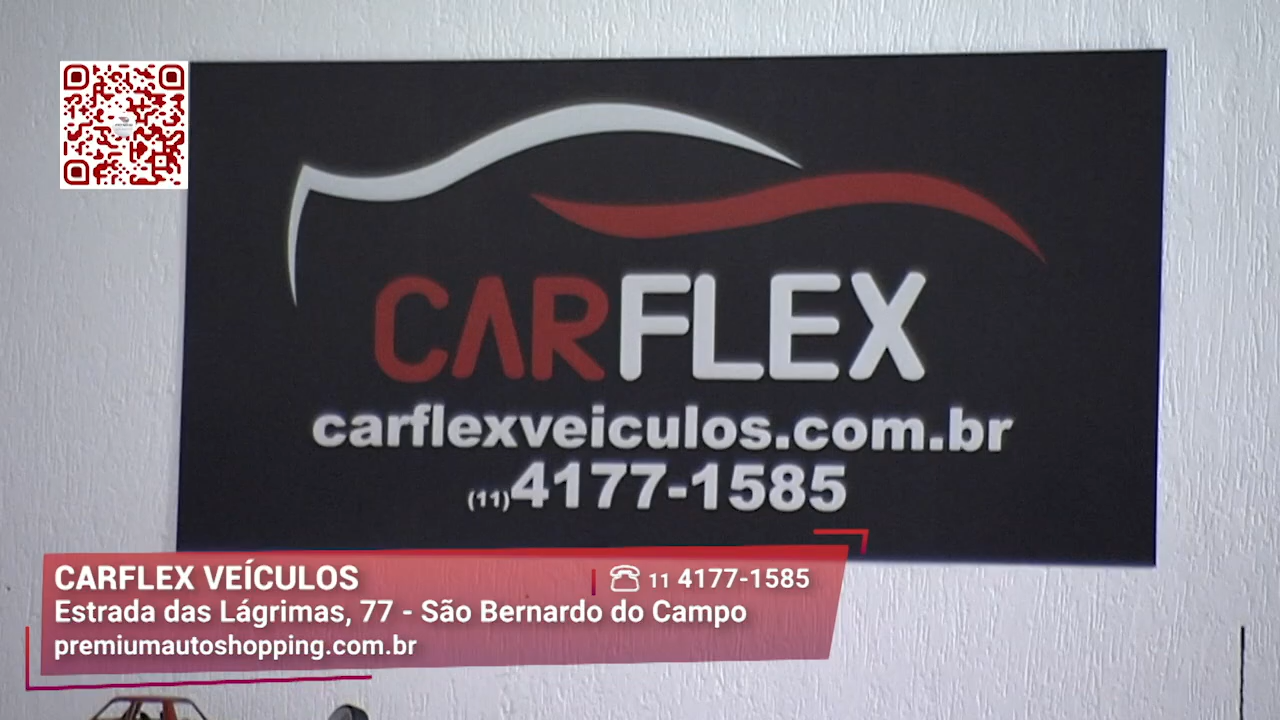 CARFLEX
carflexveiculos.com.br
(11)4177-1585
CARFLEX VEÍCULOS
11 4177-1585
Estrada das Lágrimas, 77 - São Bernardo do Campo
premiumautoshopping.com.br